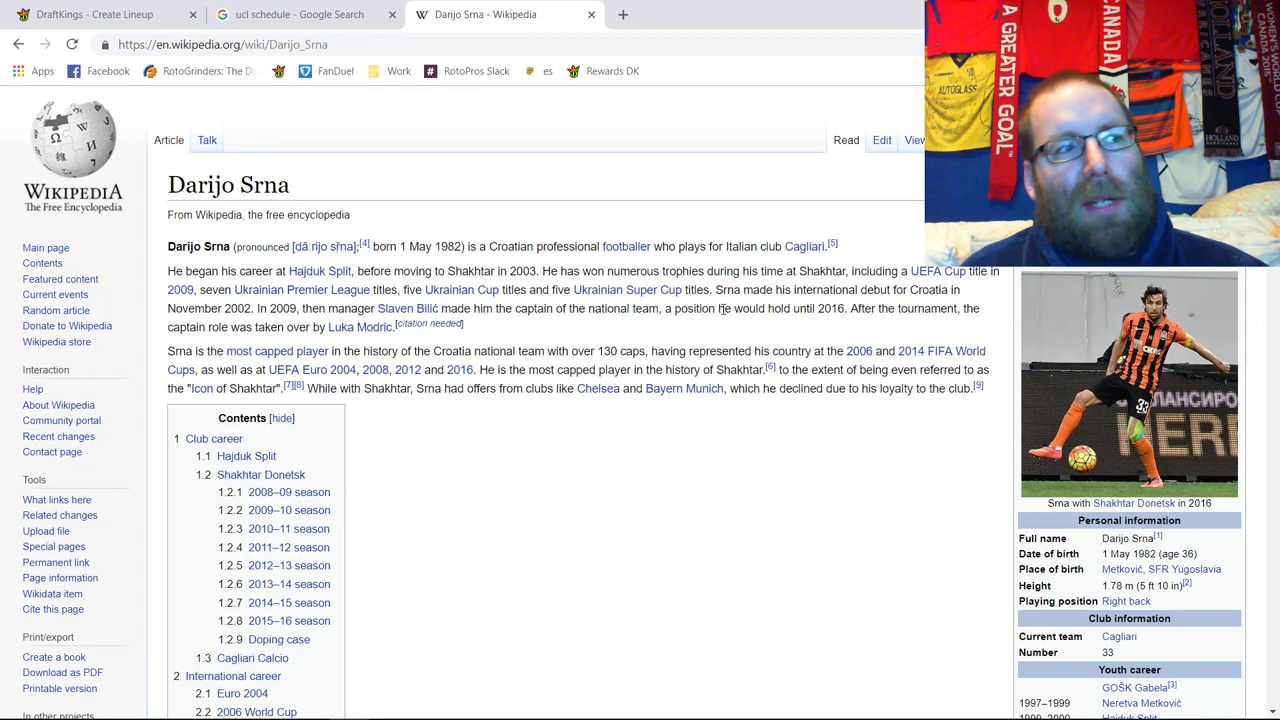 DraftKings - Create Lineup
ucl schedule - Google Search
Darijo Srna - Wikipedia
https://en.wikipedia.org/wiki/Darijo_Srna
Apps Facebook RotoGrinders: The D FanDuel Work RotoPros Slack es Rewards DK
A GREATER GOAL™
CANADA
AUTOGLASS
HOLLAND
HURRICANES
HOLLAND
WOMEN'S WORLD
CANADA 2015™
WIKIPEDIA
The Free Encyclopedia
Main page
Contents
Featured content
Current events
Random article
Donate to Wikipedia
Wikipedia store
Interaction
Help
About Wikipedia
Community portal
Recent changes
Contact page
Tools
What links here
Related changes
Upload file
Special pages
Permanent link
Page information
Wikidata item
Cite this page
Print/export
Create a book
Download as PDF
Printable version
In other projects
Article Talk Read Edit View
Darijo Srna
From Wikipedia, the free encyclopedia
Darijo Srna (pronounced [dǎːrijo sr̂na];[4] born 1 May 1982) is a Croatian professional footballer who plays for Italian club Cagliari.[5]
He began his career at Hajduk Split, before moving to Shakhtar in 2003. He has won numerous trophies during his time at Shakhtar, including a UEFA Cup title in
2009, seven Ukrainian Premier League titles, five Ukrainian Cup titles and five Ukrainian Super Cup titles. Srna made his international debut for Croatia in
November 2002. In 2009, then manager Slaven Bilić made him the captain of the national team, a position he would hold until 2016. After the tournament, the
captain role was taken over by Luka Modric.[citation needed]
Srna is the most capped player in the history of the Croatia national team with over 130 caps, having represented his country at the 2006 and 2014 FIFA World
Cups, as well as at UEFA Euro 2004, 2008, 2012 and 2016. He is the most capped player in the history of Shakhtar.[6] to the extent of being even referred to as
the "Icon of Shakhtar".[7][8] While with Shakhtar, Srna had offers from clubs like Chelsea and Bayern Munich, which he declined due to his loyalty to the club.[9]
Contents [hide]
1 Club career
1.1 Hajduk Split
1.2 Shakhtar Donetsk
1.2.1 2008–09 season
1.2.2 2009–10 season
1.2.3 2010–11 season
1.2.4 2011–12 season
1.2.5 2012–13 season
1.2.6 2013–14 season
1.2.7 2014–15 season
1.2.8 2015–16 season
1.2.9 Doping case
1.3 Cagliari Calcio
2 International career
2.1 Euro 2004
2.2 2006 World Cup
33
Srna with Shakhtar Donetsk in 2016
Personal information
Full name Darijo Srna[1]
Date of birth 1 May 1982 (age 36)
Place of birth Metković, SFR Yugoslavia
Height 1.78 m (5 ft 10 in)[2]
Playing position Right back
Club information
Current team Cagliari
Number 33
Youth career
GOŠK Gabela[3]
1997–1999 Neretva Metković
1999–2000 Hajduk Split